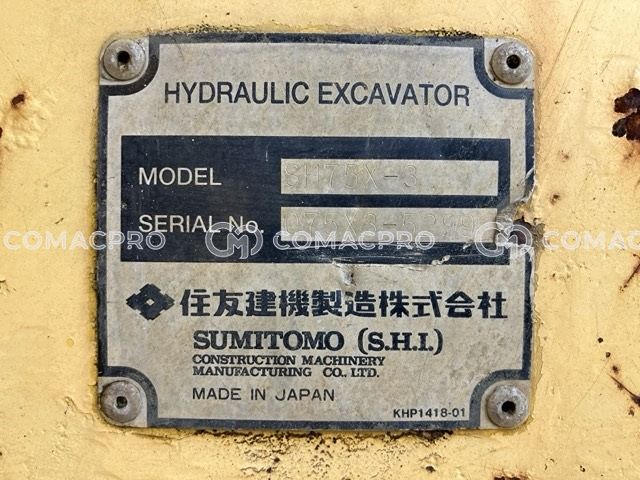 HYDRAULIC EXCAVATOR
MODEL SH75X-3
SERIAL No.
COMACPRO COMACPRO COMACPRO
住友建機製造株式会社
SUMITOMO (S.H.I.)
CONSTRUCTION MACHINERY
MANUFACTURING CO., LTD.
MADE IN JAPAN
KHP1418-01